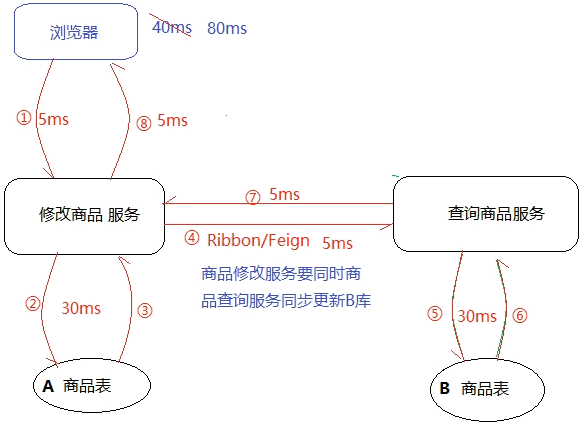 浏览器
40ms 80ms
① 5ms
⑧ 5ms
修改商品 服务
⑦ 5ms
查询商品服务
④ Ribbon/Feign 5ms
商品修改服务要同时商
品查询服务同步更新B库
② 30ms ③
⑤ 30ms ⑥
A 商品表
B 商品表